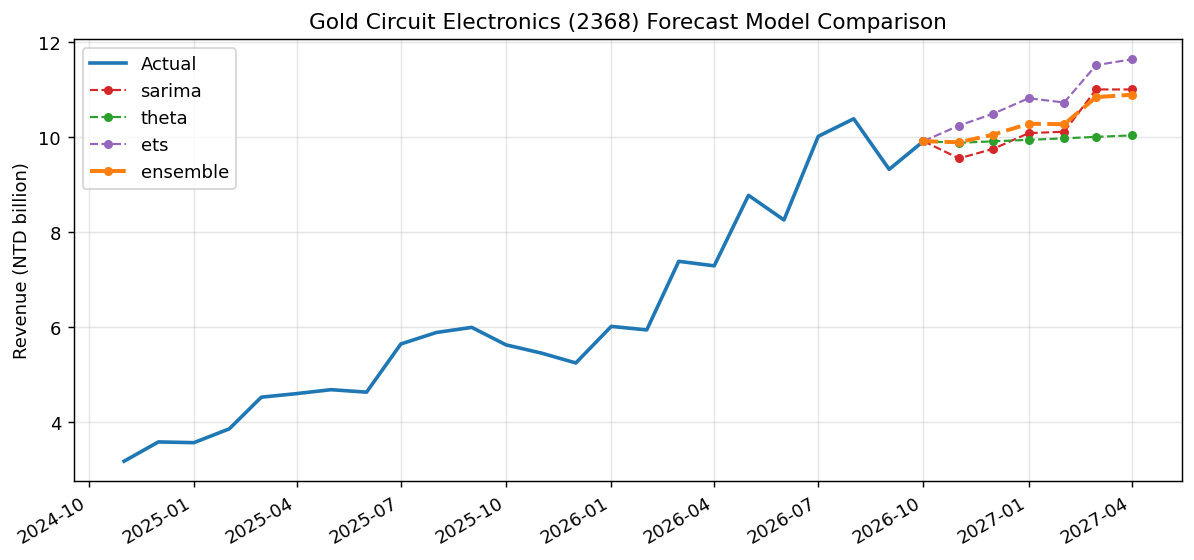 Gold Circuit Electronics (2368) Forecast Model Comparison
Revenue (NTD billion)
12
10
8
6
4
Actual
sarima
theta
ets
ensemble
2024-10
2025-01
2025-04
2025-07
2025-10
2026-01
2026-04
2026-07
2026-10
2027-01
2027-04